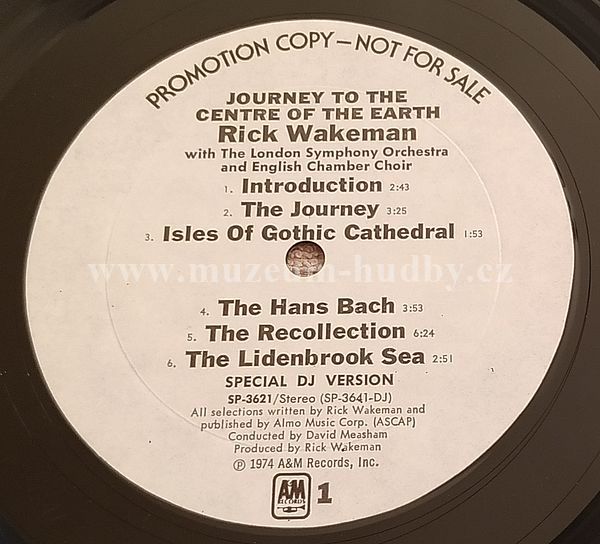 PROMOTION COPY—NOT FOR SALE
JOURNEY TO THE
CENTRE OF THE EARTH
Rick Wakeman
with The London Symphony Orchestra
and English Chamber Choir
1. Introduction 2:43
2. The Journey 3:25
3. Isles Of Gothic Cathedral 1:53
www.muzeum-hudby.cz
4. The Hans Bach 3:53
5. The Recollection 6:24
6. The Lidenbrook Sea 2:51
SPECIAL DJ VERSION
SP-3621/Stereo (SP-3641-DJ)
All selections written by Rick Wakeman and
published by Almo Music Corp. (ASCAP)
Conducted by David Measham
Produced by Rick Wakeman
℗ 1974 A&M Records, Inc.
AM
RECORDS
1